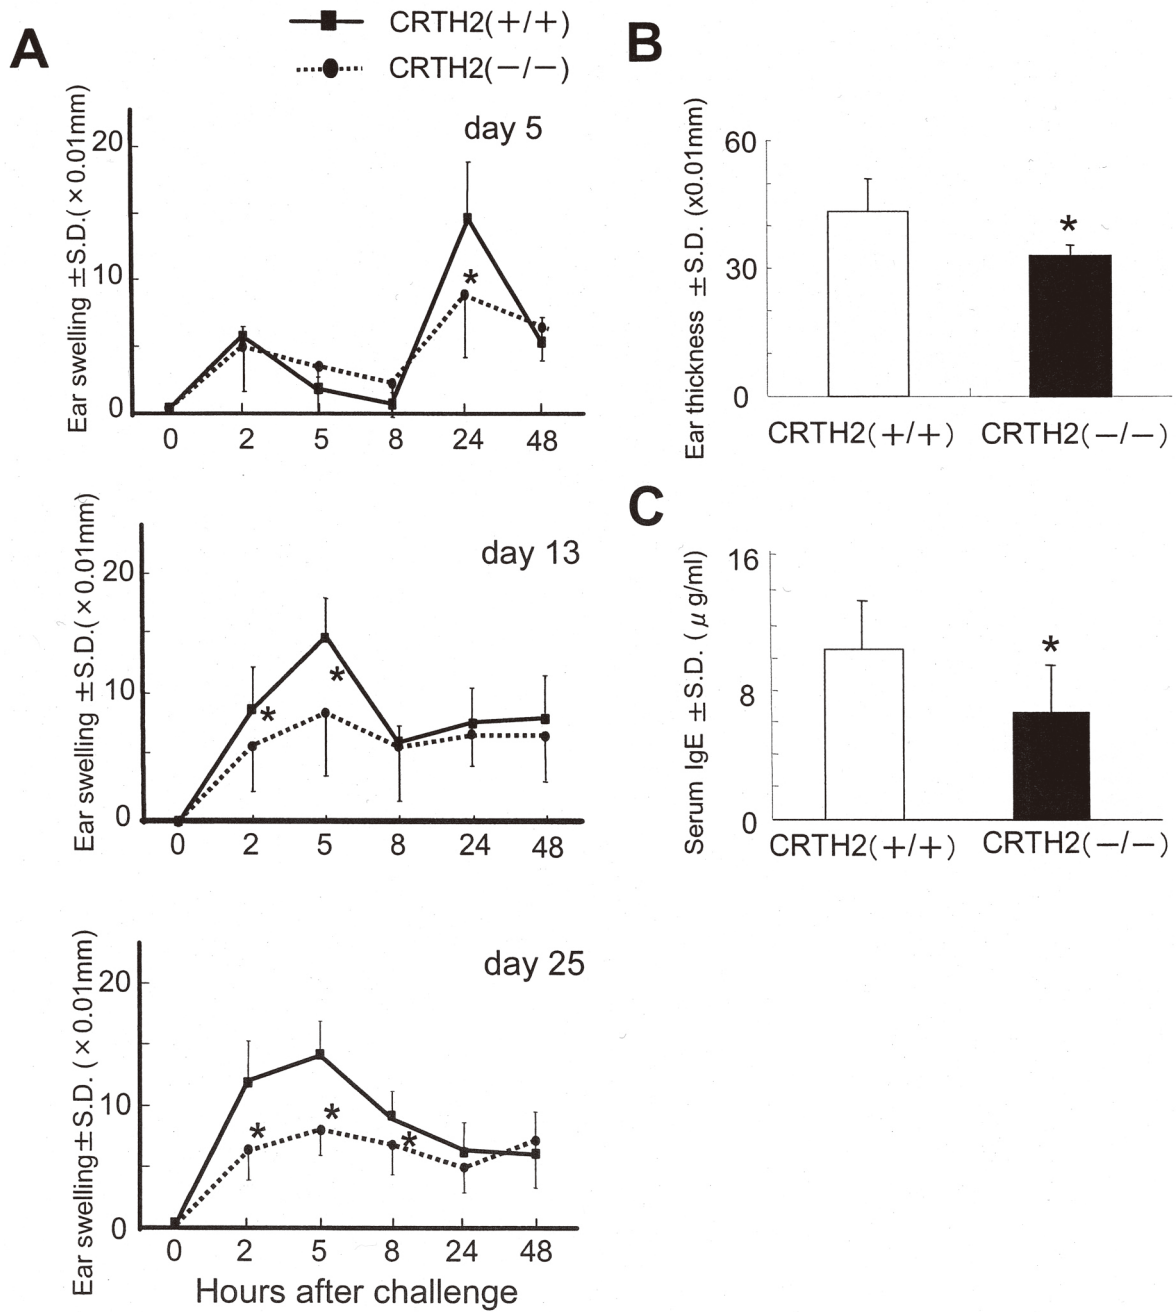 A
CRTH2(+/+)
CRTH2(−/−)
day 5
Ear swelling ±S.D.(×0.01mm)
20
10
0
*
0 2 5 8 24 48
day 13
Ear swelling ±S.D.(×0.01mm)
20
10
0
* *
0 2 5 8 24 48
day 25
Ear swelling±S.D.(×0.01mm)
20
10
0
* * *
0 2 5 8 24 48
Hours after challenge
B
Ear thickness ±S.D. (x0.01mm)
60
30
0
*
CRTH2(+/+) CRTH2(−/−)
C
Serum IgE ±S.D. (μg/ml)
16
8
0
*
CRTH2(+/+) CRTH2(−/−)